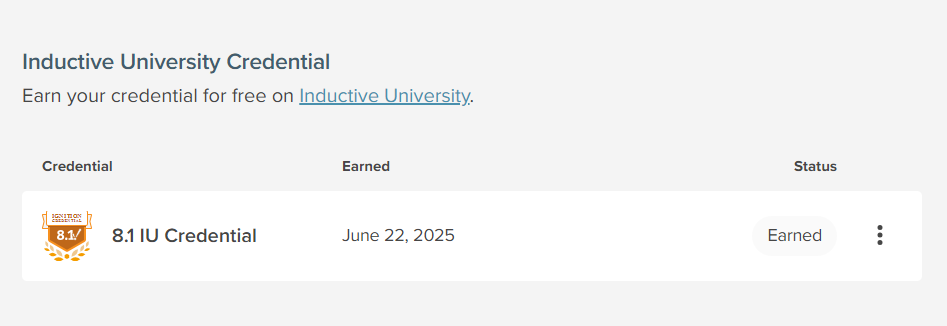 Inductive University Credential
Earn your credential for free on Inductive University.
Credential Earned Status
IGNITION
CREDENTIAL
8.1
8.1 IU Credential June 22, 2025 Earned